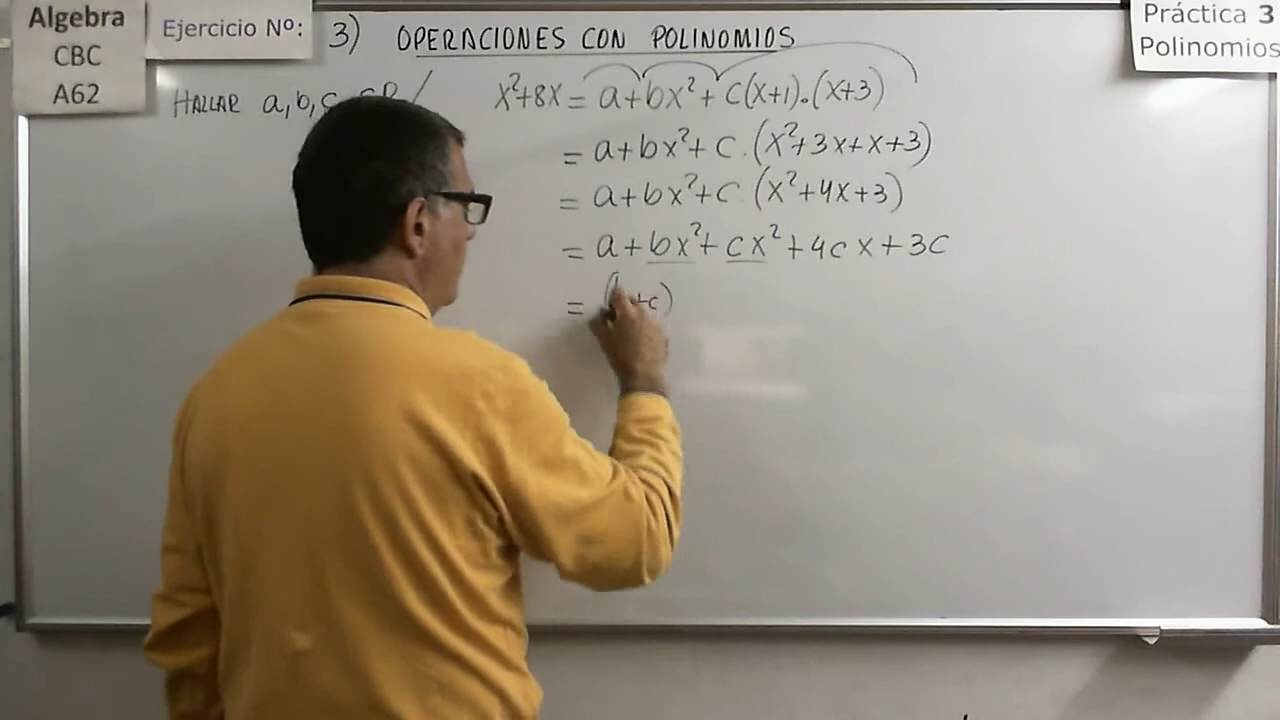 Algebra
CBC
A62
Ejercicio Nº:
3) OPERACIONES CON POLINOMIOS
Práctica 3
Polinomios
HALLAR a, b, c
x²+8x = a+bx²+ c(x+1).(x+3)
= a+bx²+ c.(x²+3x+x+3)
= a+bx²+c.(x²+4x+3)
= a+bx²+cx²+4cx+3c
= ( +c)